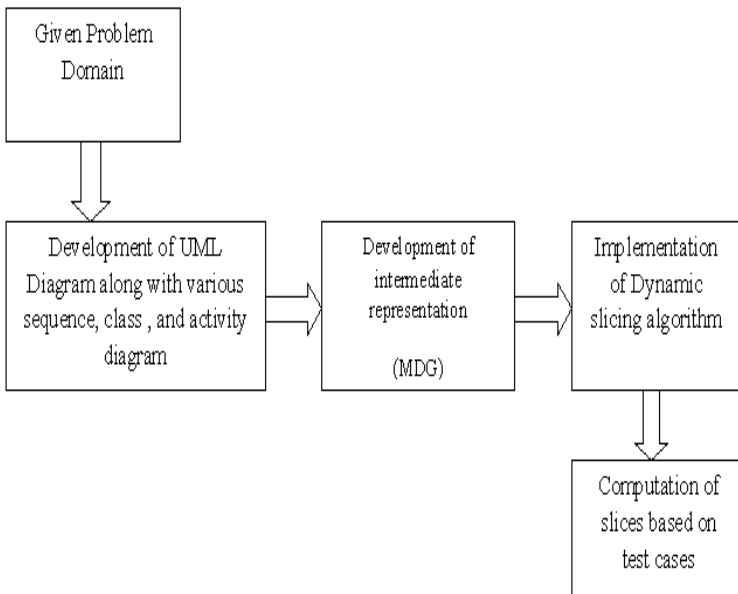 Given Problem
Domain
Development of UML
Diagram along with various
sequence, class , and activity
diagram
Development of
intermediate
representation
(MDG)
Implementation
of Dynamic
slicing algorithm
Computation of
slices based on
test cases